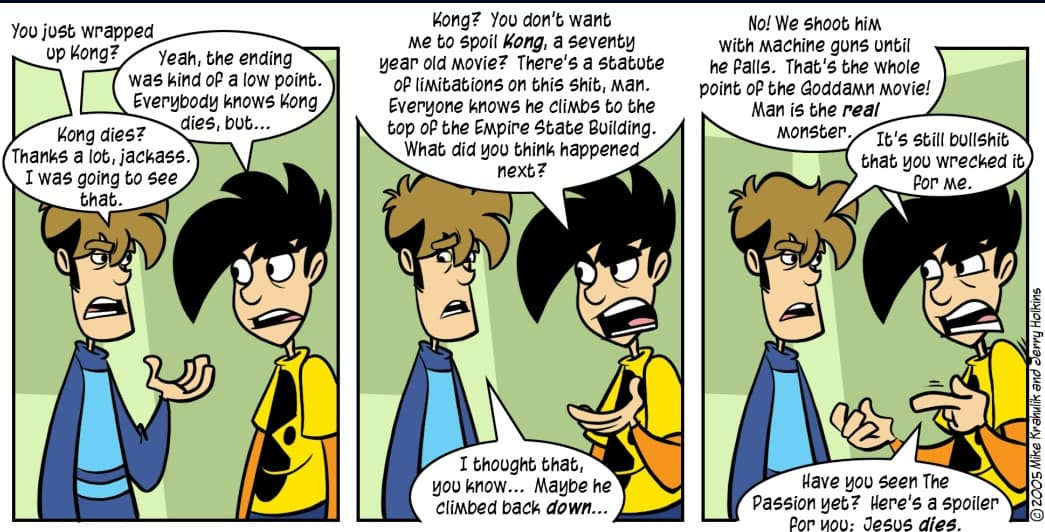 You just wrapped
up Kong?
Yeah, the ending
was kind of a low point.
Everybody knows Kong
dies, but...
Kong dies?
Thanks a lot, jackass.
I was going to see
that.
Kong? You don't want
me to spoil Kong, a seventy
year old movie? There's a statute
of limitations on this shit, man.
Everyone knows he climbs to the
top of the Empire State Building.
What did you think happened
next?
I thought that,
you know... Maybe he
climbed back down...
No! We shoot him
with machine guns until
he falls. That's the whole
point of the Goddamn movie!
Man is the real
monster.
It's still bullshit
that you wrecked it
for me.
Have you seen The
Passion yet? Here's a spoiler
for you: Jesus dies.
©2005 Mike Krahulik and Jerry Holkins